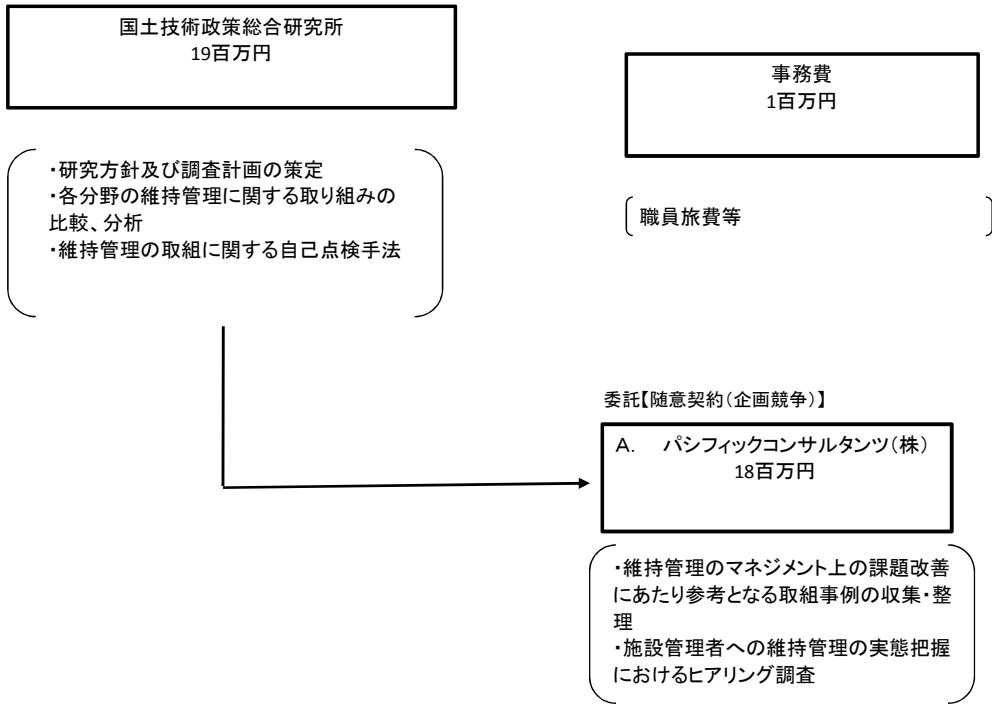 国土技術政策総合研究所
19百万円
事務費
1百万円
・研究方針及び調査計画の策定
・各分野の維持管理に関する取り組みの
比較、分析
・維持管理の取組に関する自己点検手法
職員旅費等
委託【随意契約（企画競争）】
A.　パシフィックコンサルタンツ（株）
18百万円
・維持管理のマネジメント上の課題改善
にあたり参考となる取組事例の収集・整
理
・施設管理者への維持管理の実態把握
におけるヒアリング調査